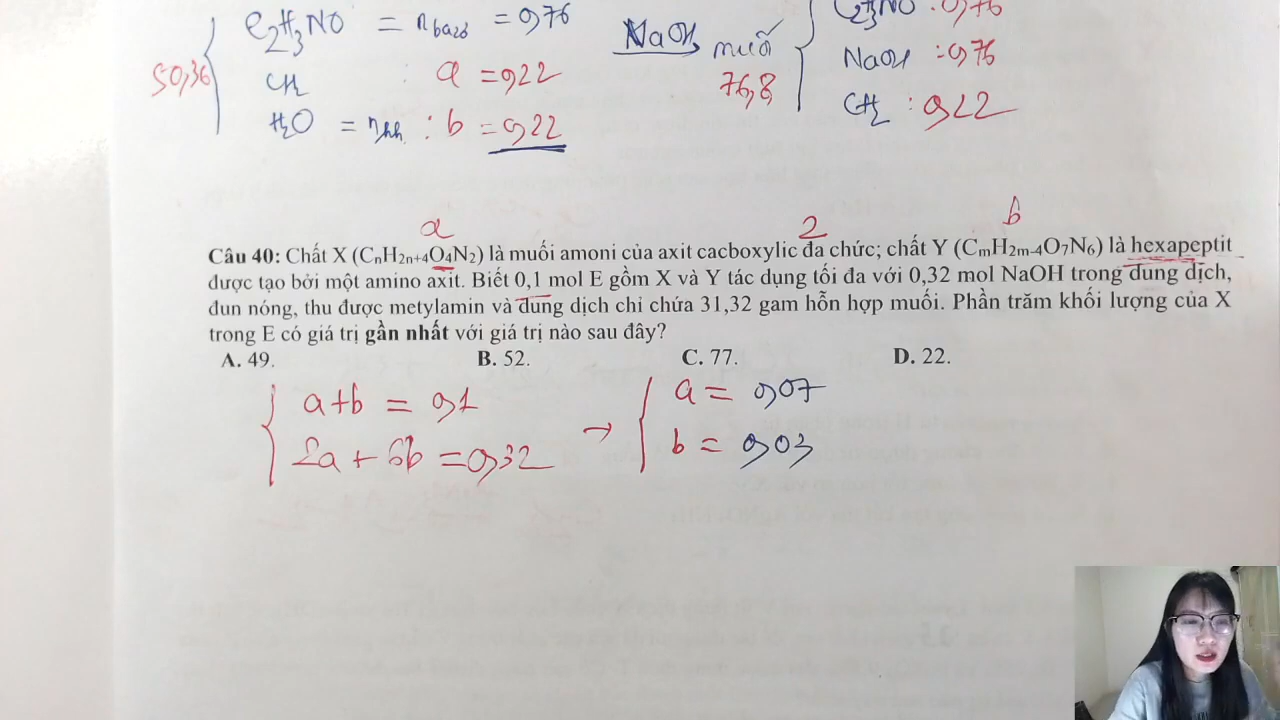 C₂H₃NO = n_bazơ = 0,76 NaOH muối C₂H₃NO : 0,76
50,36 CH₂ : a = 0,22 76,8 NaOH : 0,76
H₂O = nhh : b = 0,22 CH₂ : 0,22
a 2 b
Câu 40: Chất X (CₙH₂ₙ₊₄O₄N₂) là muối amoni của axit cacboxylic đa chức; chất Y (CₘH₂ₘ₋₄O₇N₆) là hexapeptit
được tạo bởi một amino axit. Biết 0,1 mol E gồm X và Y tác dụng tối đa với 0,32 mol NaOH trong dung dịch,
đun nóng, thu được metylamin và dung dịch chỉ chứa 31,32 gam hỗn hợp muối. Phần trăm khối lượng của X
trong E có giá trị gần nhất với giá trị nào sau đây?
A. 49. B. 52. C. 77. D. 22.
a+b = 0,1 → a = 0,07
2a + 6b = 0,32 b = 0,03